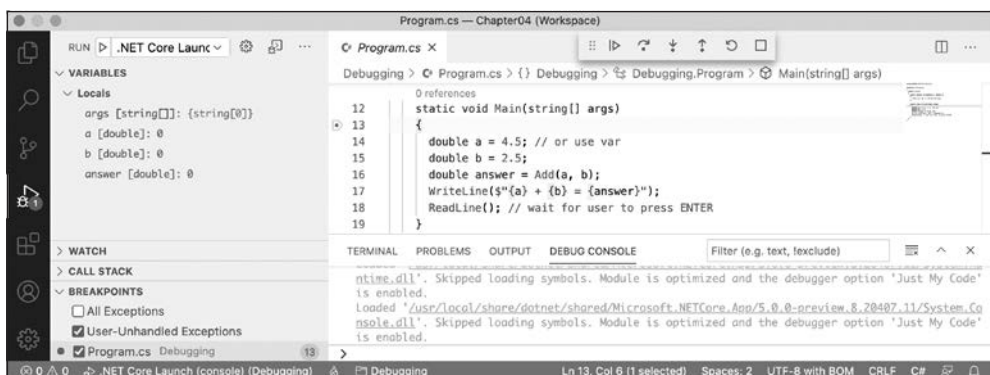 Program.cs — Chapter04 (Workspace)
RUN .NET Core Launc
VARIABLES
Locals
args [string[]]: {string[0]}
a [double]: 0
b [double]: 0
answer [double]: 0
WATCH
CALL STACK
BREAKPOINTS
All Exceptions
User-Unhandled Exceptions
Program.cs Debugging 13
1
Program.cs
Debugging > Program.cs > {} Debugging > Debugging.Program > Main(string[] args)
0 references
12 static void Main(string[] args)
13 {
14 double a = 4.5; // or use var
15 double b = 2.5;
16 double answer = Add(a, b);
17 WriteLine($"{a} + {b} = {answer}");
18 ReadLine(); // wait for user to press ENTER
19 }
TERMINAL PROBLEMS OUTPUT DEBUG CONSOLE Filter (e.g. text, !exclude)
ntime.dll'. Skipped loading symbols. Module is optimized and the debugger option 'Just My Code'
is enabled.
Loaded '/usr/local/share/dotnet/shared/Microsoft.NETCore.App/5.0.0-preview.8.20407.11/System.Co
nsole.dll'. Skipped loading symbols. Module is optimized and the debugger option 'Just My Code'
is enabled.
>
0 0 .NET Core Launch (console) (Debugging) Debugging Ln 13, Col 6 (1 selected) Spaces: 2 UTF-8 with BOM CRLF C#